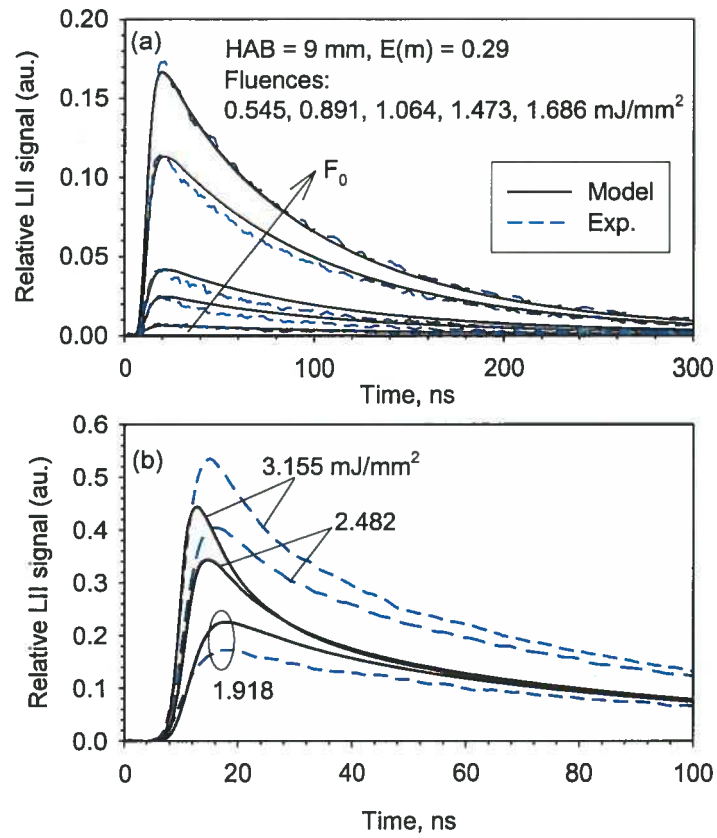 (a)
HAB = 9 mm, E(m) = 0.29
Fluences:
0.545, 0.891, 1.064, 1.473, 1.686 mJ/mm²
F₀
Model
Exp.
Relative LII signal (au.)
0.20
0.15
0.10
0.05
0.00
0 100 200 300
Time, ns
(b)
3.155 mJ/mm²
2.482
1.918
Relative LII signal (au.)
0.6
0.5
0.4
0.3
0.2
0.1
0.0
0 20 40 60 80 100
Time, ns